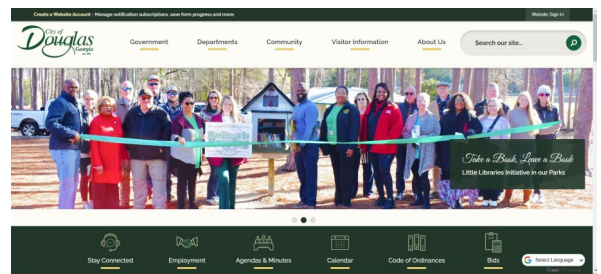 Create a Website Account - Manage notification subscriptions, save form progress and more.
Website Sign In
City of
Douglas
Georgia
Government
Departments
Community
Visitor Information
About Us
Search our site...
Take a Book, Leave a Book
Little Libraries Initiative in our Parks
Stay Connected
Employment
Agendas & Minutes
Calendar
Code of Ordinances
Bids
Select Language